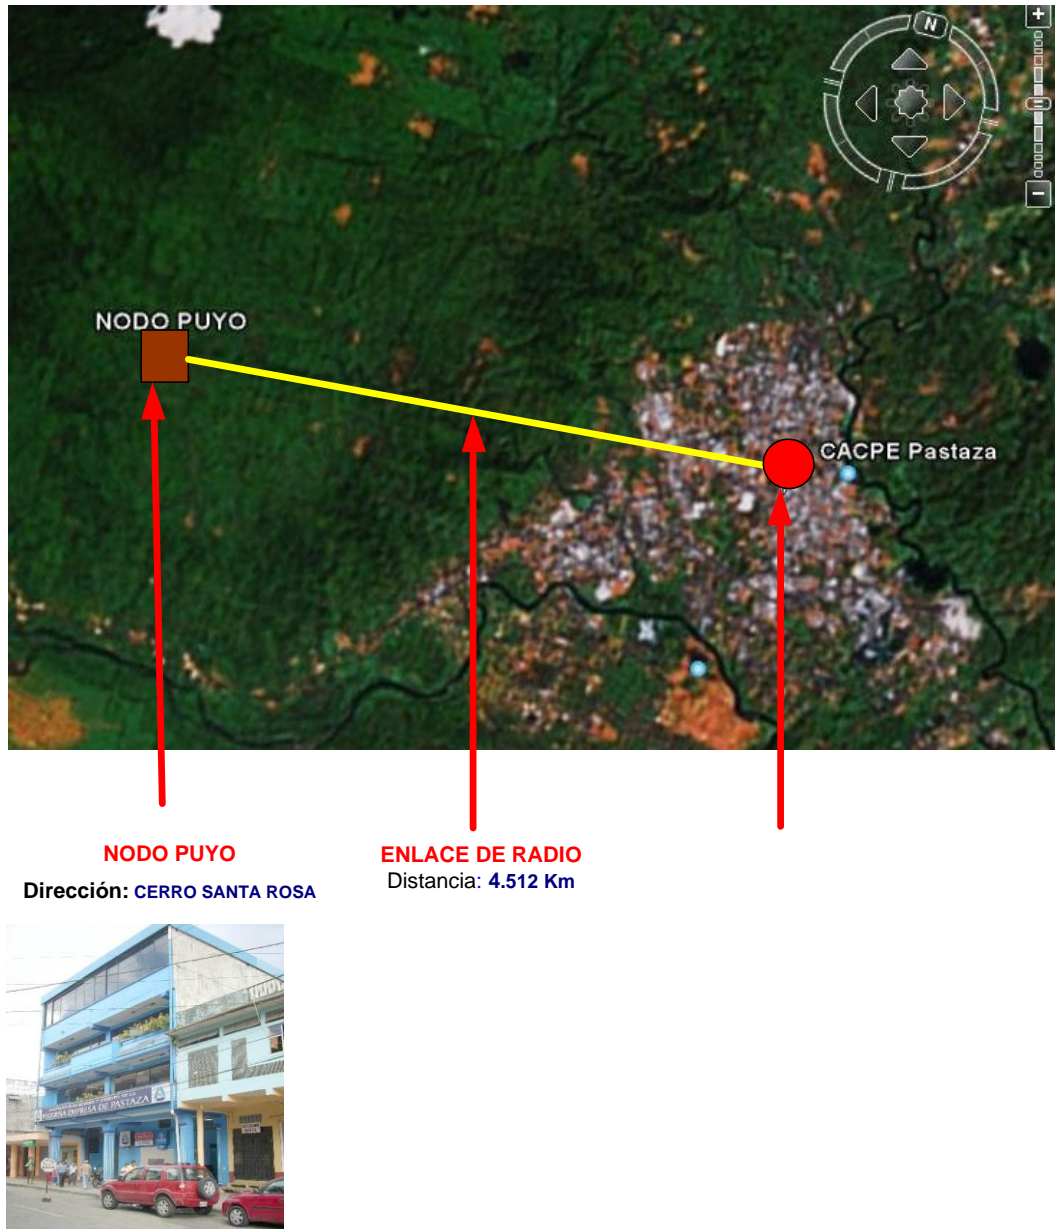 N
NODO PUYO
CACPE Pastaza
NODO PUYO
Dirección: CERRO SANTA ROSA
ENLACE DE RADIO
Distancia: 4.512 Km
PEQUEÑA EMPRESA DE PASTAZA